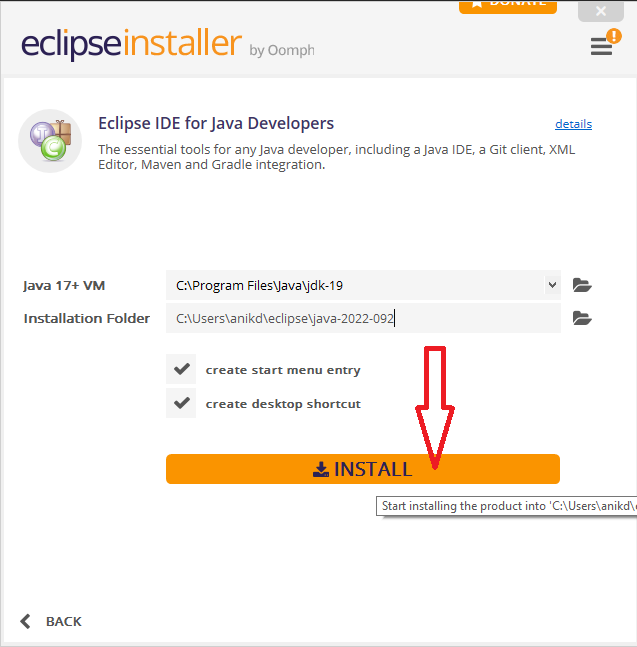 DONATE
eclipseinstaller by Oomph
!
Eclipse IDE for Java Developers
details
The essential tools for any Java developer, including a Java IDE, a Git client, XML
Editor, Maven and Gradle integration.
Java 17+ VM
C:\Program Files\Java\jdk-19
Installation Folder
C:\Users\anikd\eclipse\java-2022-092
create start menu entry
create desktop shortcut
INSTALL
Start installing the product into 'C:\Users\anikd\
BACK